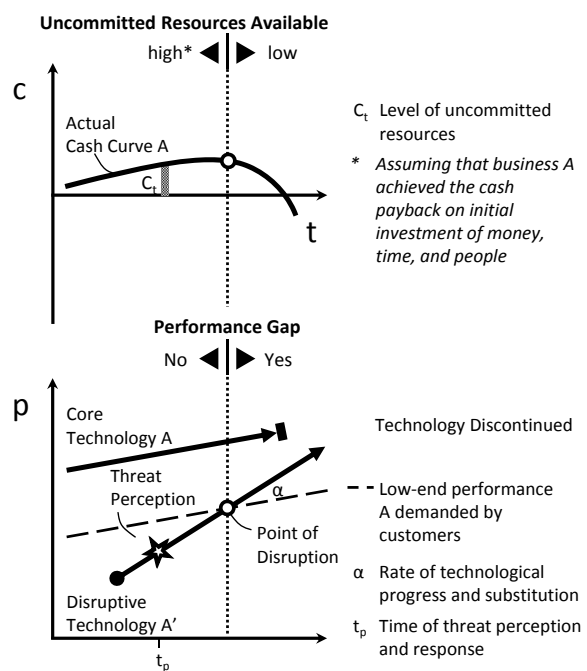 Uncommitted Resources Available
high* low
c
Actual
Cash Curve A
Ct
t
Ct Level of uncommitted
resources
* Assuming that business A
achieved the cash
payback on initial
investment of money,
time, and people
Performance Gap
No Yes
p
Core
Technology A
Technology Discontinued
Threat
Perception
α
Point of
Disruption
Low-end performance
A demanded by
customers
Disruptive
Technology A’
α Rate of technological
progress and substitution
tp
tp Time of threat perception
and response